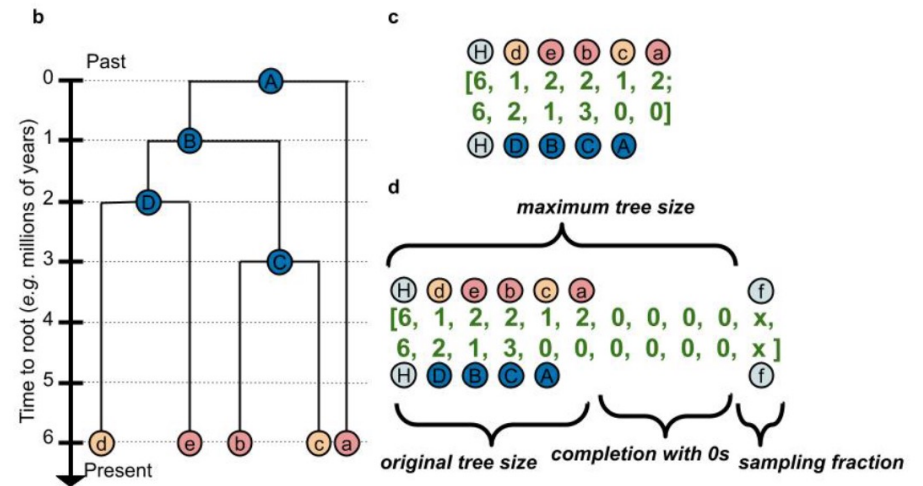 b
Past
0
A
1
B
2
D
3
C
4
5
6
d e b c a
Present
Time to root (e.g. millions of years)
c
H d e b c a
[6, 1, 2, 2, 1, 2;
6, 2, 1, 3, 0, 0]
H D B C A
d
maximum tree size
H d e b c a f
[6, 1, 2, 2, 1, 2, 0, 0, 0, 0, x,
6, 2, 1, 3, 0, 0, 0, 0, 0, 0, x ]
H D B C A f
original tree size completion with 0s sampling fraction